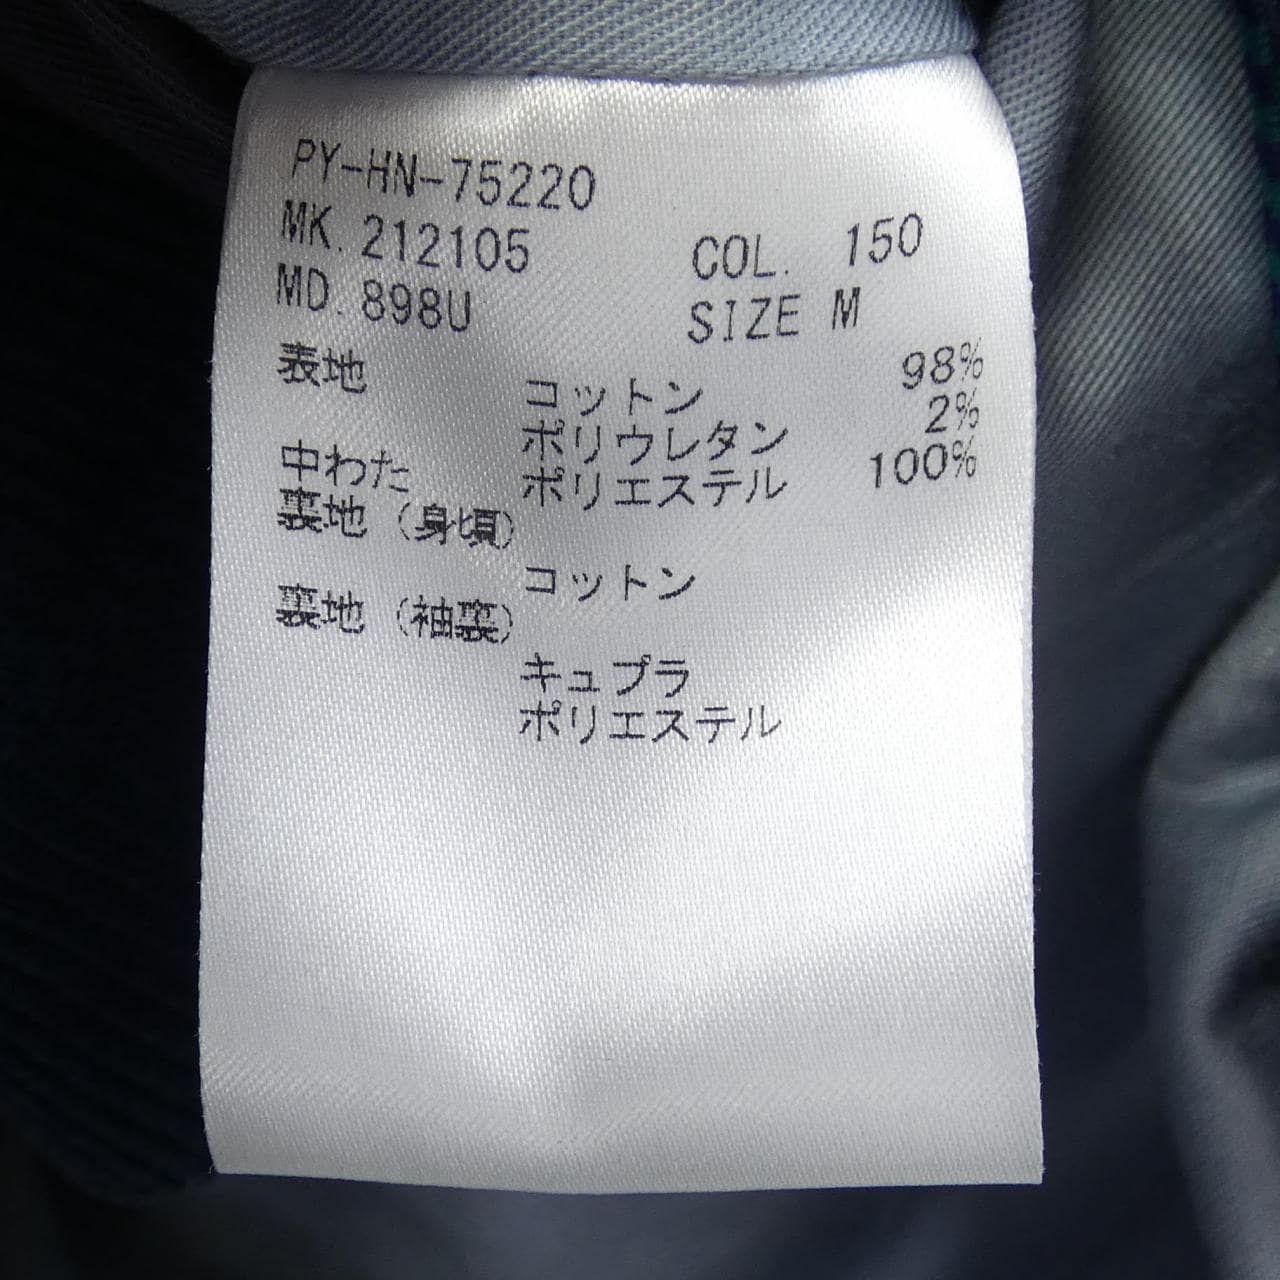 PY-HN-75220
MK. 212105 COL. 150
MD. 898U SIZE M
表地 コットン 98%
ポリウレタン 2%
中わた ポリエステル 100%
裏地(身頃)
コットン
裏地(袖裏)
キュプラ
ポリエステル